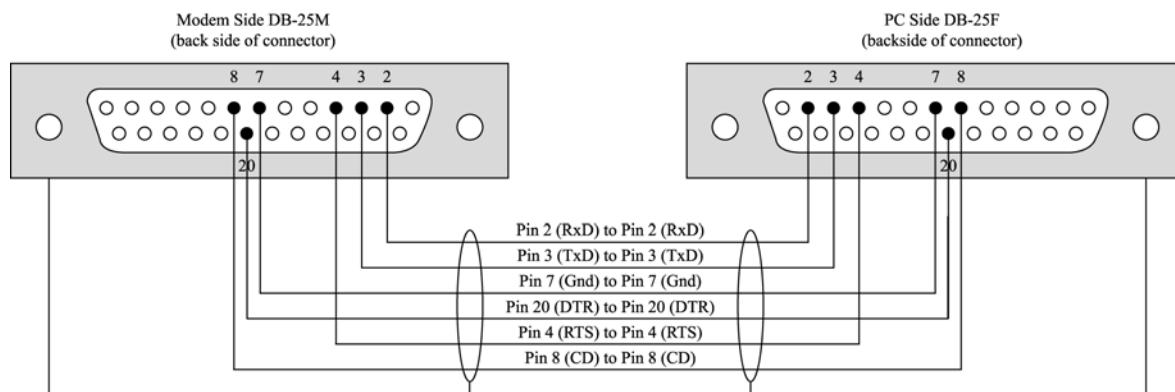 Modem Side DB-25M
(back side of connector)
PC Side DB-25F
(backside of connector)
8 7 4 3 2
2 3 4 7 8
20
20
Pin 2 (RxD) to Pin 2 (RxD)
Pin 3 (TxD) to Pin 3 (TxD)
Pin 7 (Gnd) to Pin 7 (Gnd)
Pin 20 (DTR) to Pin 20 (DTR)
Pin 4 (RTS) to Pin 4 (RTS)
Pin 8 (CD) to Pin 8 (CD)